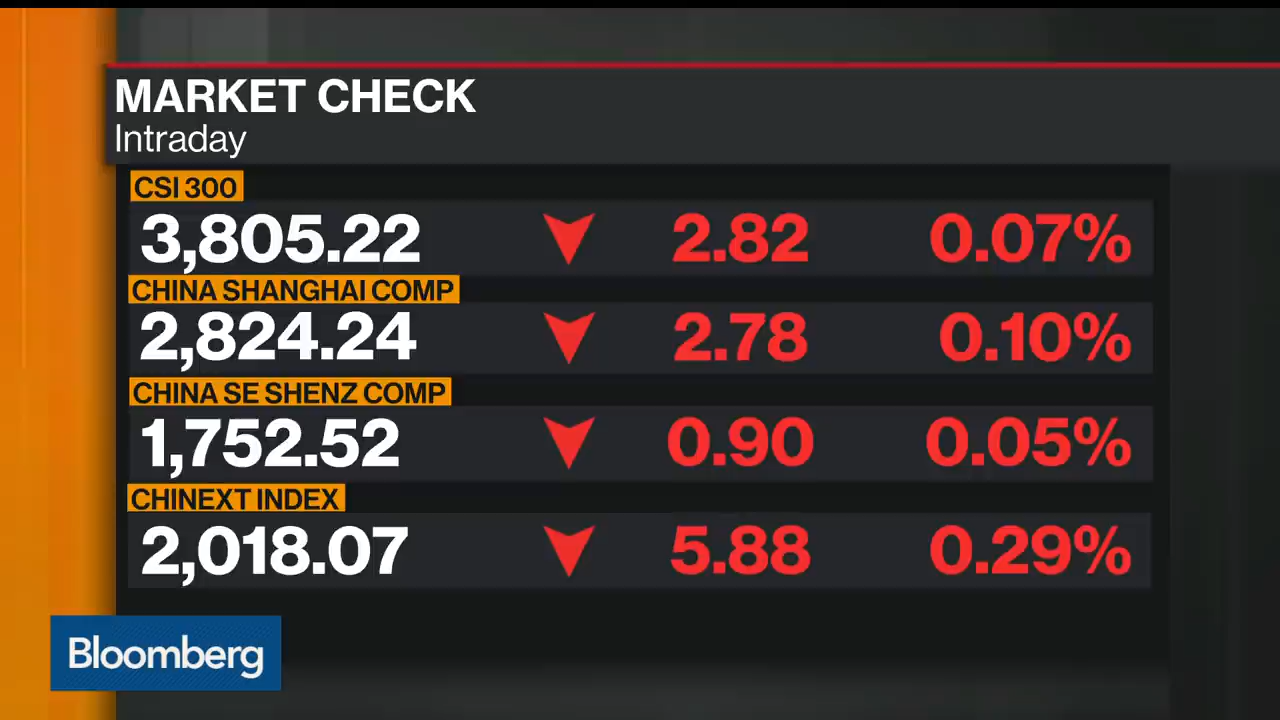 MARKET CHECK
Intraday
CSI 300
3,805.22 2.82 0.07%
CHINA SHANGHAI COMP
2,824.24 2.78 0.10%
CHINA SE SHENZ COMP
1,752.52 0.90 0.05%
CHINEXT INDEX
2,018.07 5.88 0.29%
Bloomberg